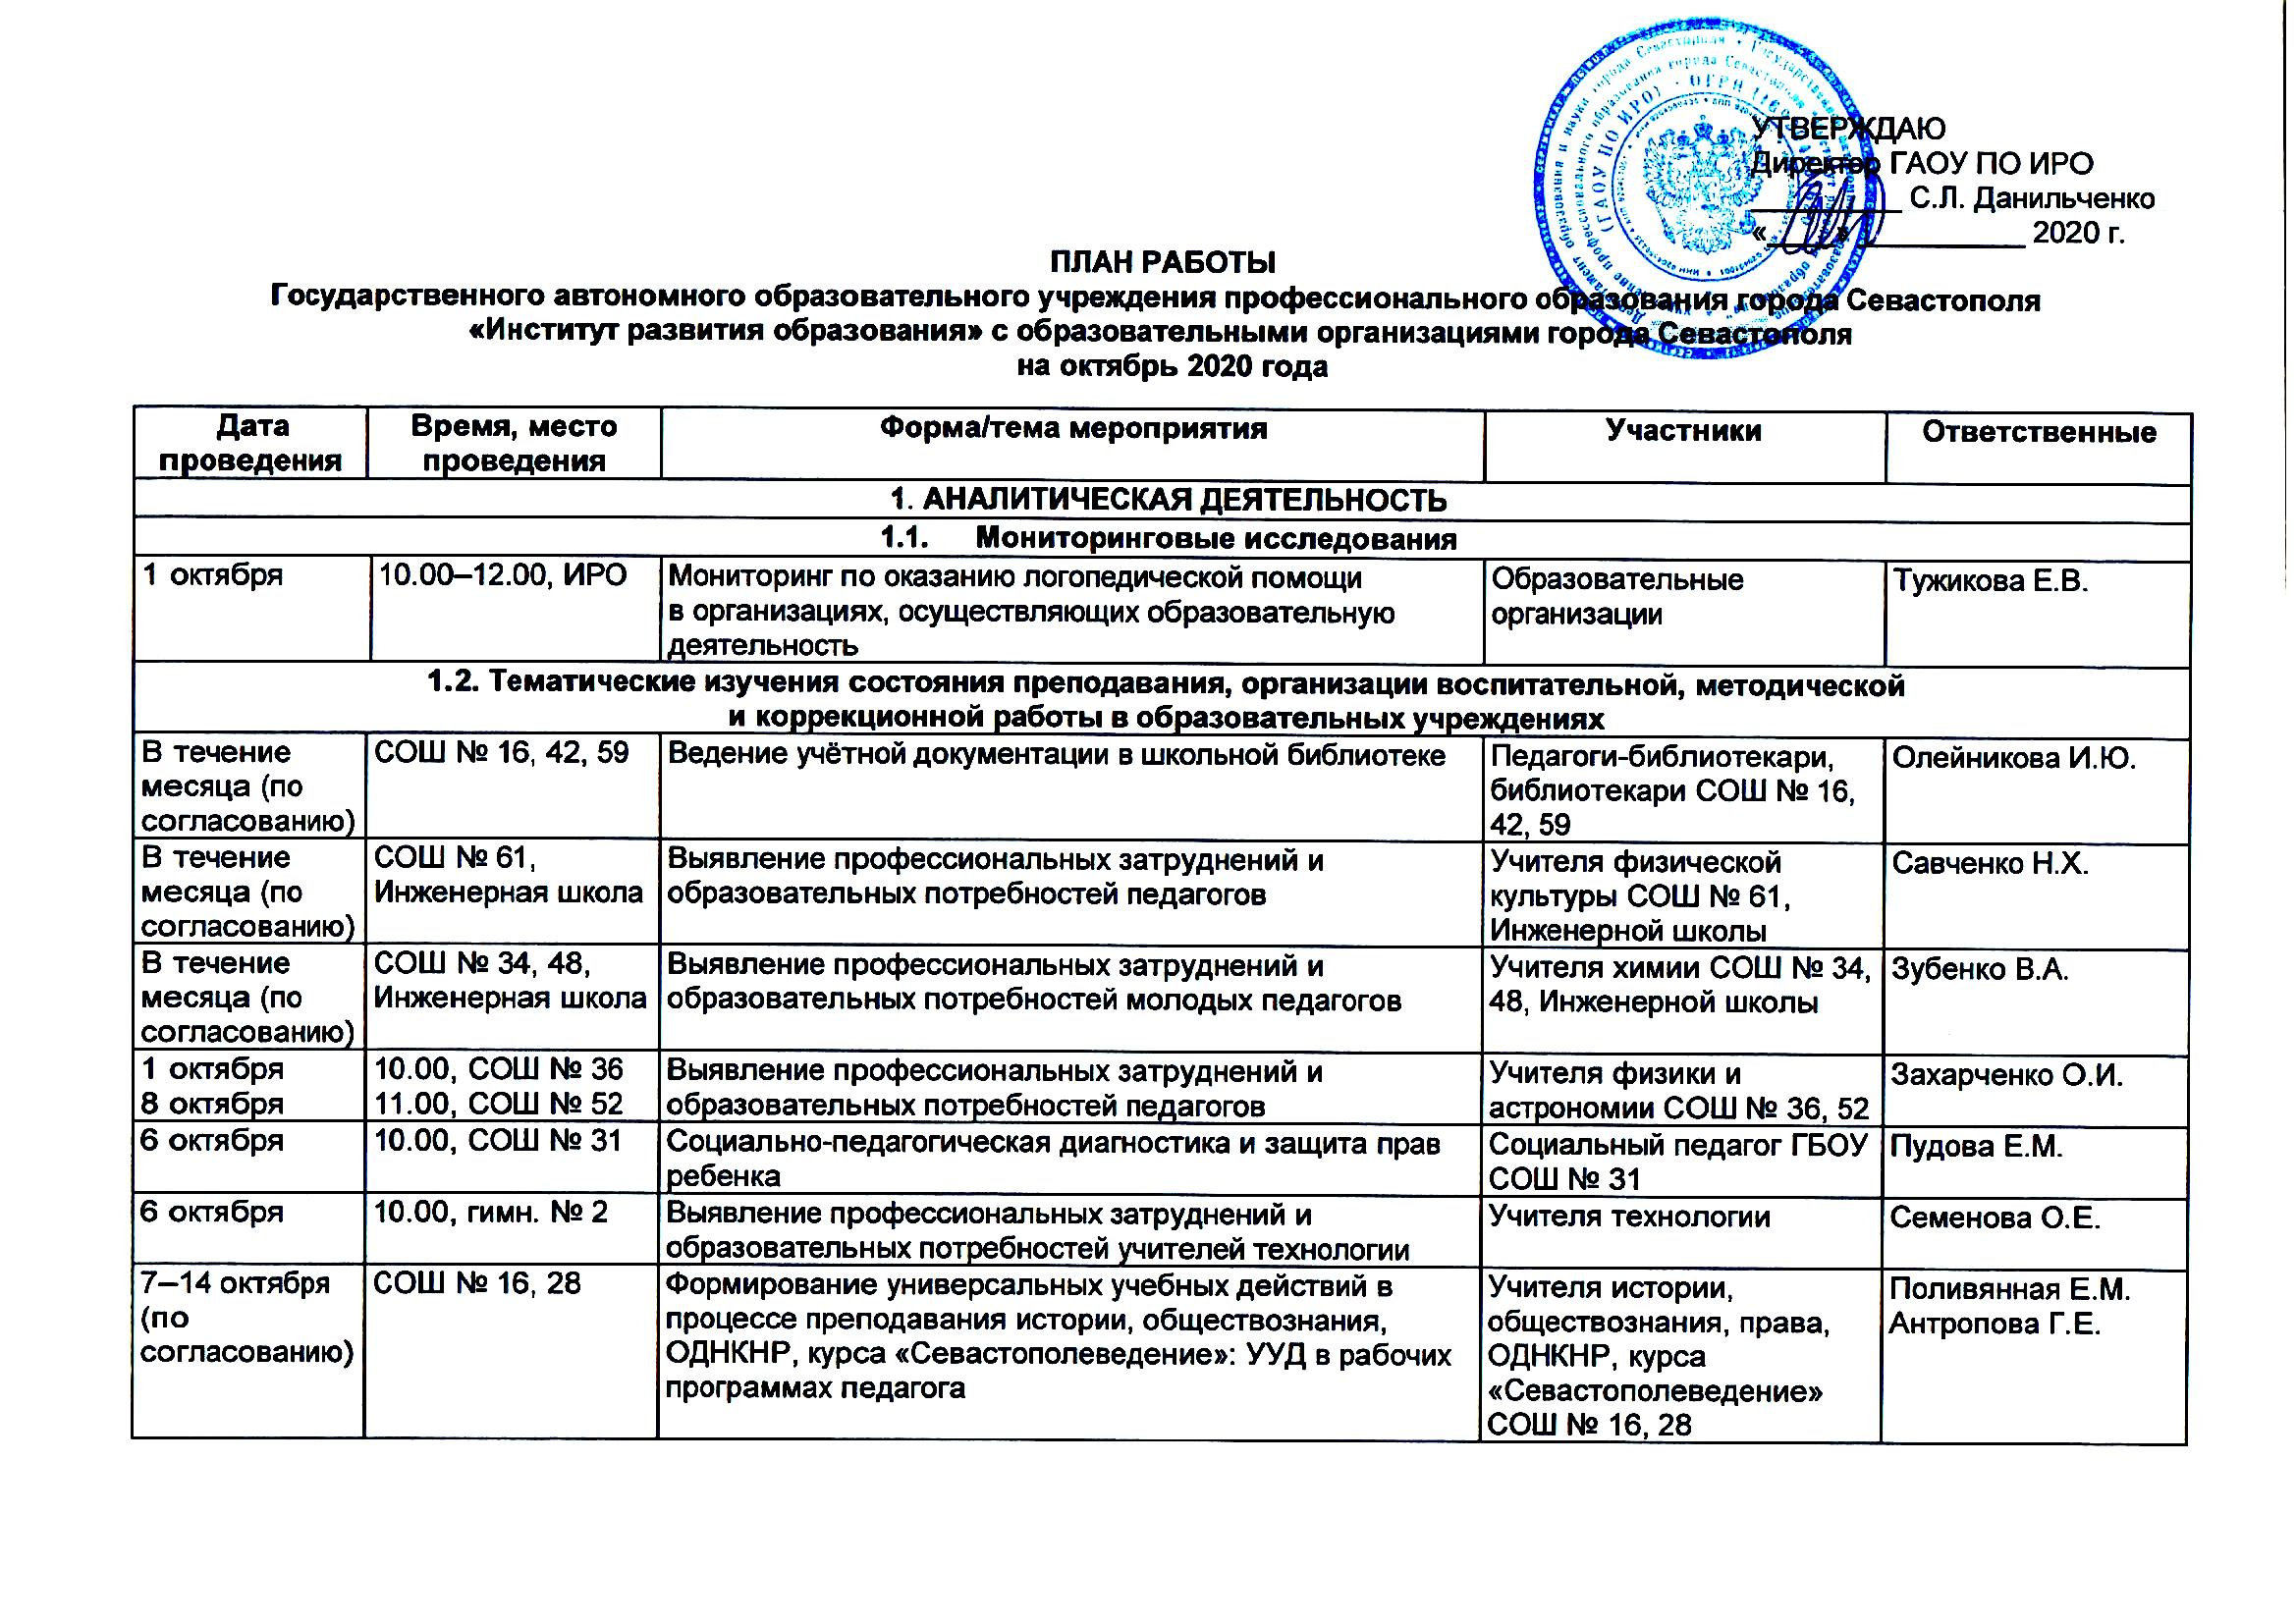 УТВЕРЖДАЮ
Директор ГАОУ ПО ИРО
С.Л. Данильченко
«____» __________ 2020 г.
ПЛАН РАБОТЫ
Государственного автономного образовательного учреждения профессионального образования города Севастополя
«Институт развития образования» с образовательными организациями города Севастополя
на октябрь 2020 года
Дата проведения
Время, место проведения
Форма/тема мероприятия
Участники
Ответственные
1. АНАЛИТИЧЕСКАЯ ДЕЯТЕЛЬНОСТЬ
1.1. Мониторинговые исследования
1 октября
10.00–12.00, ИРО
Мониторинг по оказанию логопедической помощи
в организациях, осуществляющих образовательную
деятельность
Образовательные
организации
Тужикова Е.В.
1.2. Тематические изучения состояния преподавания, организации воспитательной, методической
и коррекционной работы в образовательных учреждениях
В течение
месяца (по
согласованию)
СОШ № 16, 42, 59
Ведение учётной документации в школьной библиотеке
Педагоги-библиотекари,
библиотекари СОШ № 16,
42, 59
Олейникова И.Ю.
В течение
месяца (по
согласованию)
СОШ № 61,
Инженерная школа
Выявление профессиональных затруднений и
образовательных потребностей педагогов
Учителя физической
культуры СОШ № 61,
Инженерной школы
Савченко Н.Х.
В течение
месяца (по
согласованию)
СОШ № 34, 48,
Инженерная школа
Выявление профессиональных затруднений и
образовательных потребностей молодых педагогов
Учителя химии СОШ № 34,
48, Инженерной школы
Зубенко В.А.
1 октября
8 октября
10.00, СОШ № 36
11.00, СОШ № 52
Выявление профессиональных затруднений и
образовательных потребностей педагогов
Учителя физики и
астрономии СОШ № 36, 52
Захарченко О.И.
6 октября
10.00, СОШ № 31
Социально-педагогическая диагностика и защита прав
ребенка
Социальный педагог ГБОУ
СОШ № 31
Пудова Е.М.
6 октября
10.00, гимн. № 2
Выявление профессиональных затруднений и
образовательных потребностей учителей технологии
Учителя технологии
Семенова О.Е.
7–14 октября
(по
согласованию)
СОШ № 16, 28
Формирование универсальных учебных действий в
процессе преподавания истории, обществознания,
ОДНКНР, курса «Севастополеведение»: УУД в рабочих
программах педагога
Учителя истории,
обществознания, права,
ОДНКНР, курса
«Севастополеведение»
СОШ № 16, 28
Поливянная Е.М.
Антропова Г.Е.